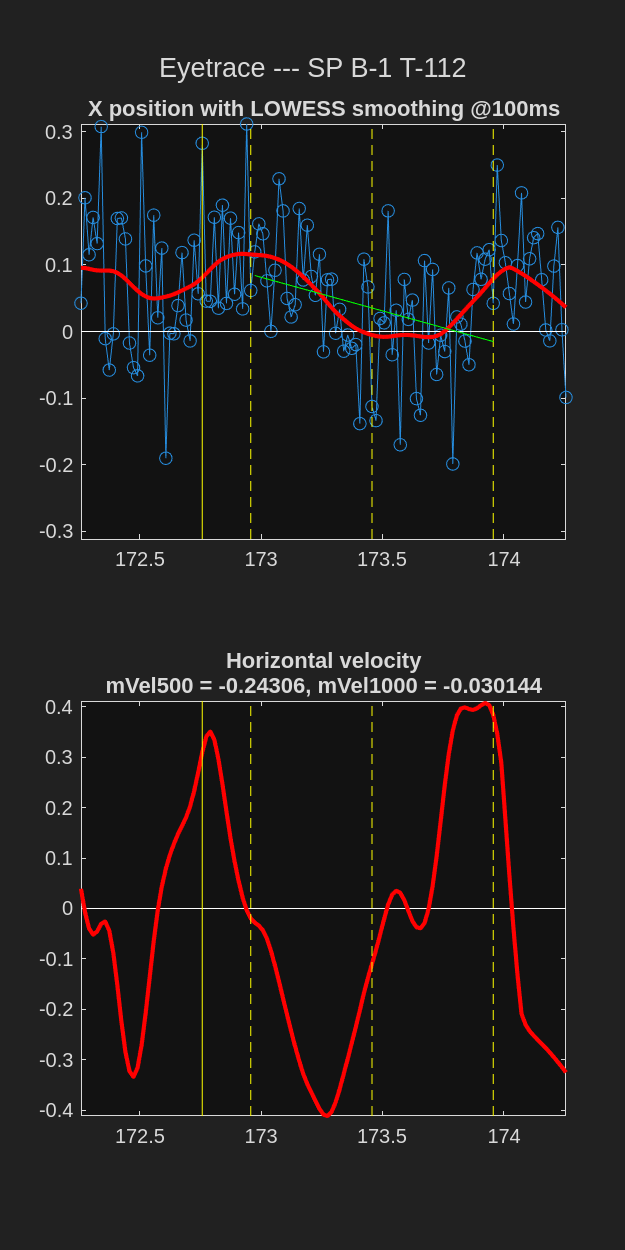 Eyetrace --- SP B-1 T-112
X position with LOWESS smoothing @100ms
0.3
0.2
0.1
0
-0.1
-0.2
-0.3
172.5 173 173.5 174
Horizontal velocity
mVel500 = -0.24306, mVel1000 = -0.030144
0.4
0.3
0.2
0.1
0
-0.1
-0.2
-0.3
-0.4
172.5 173 173.5 174